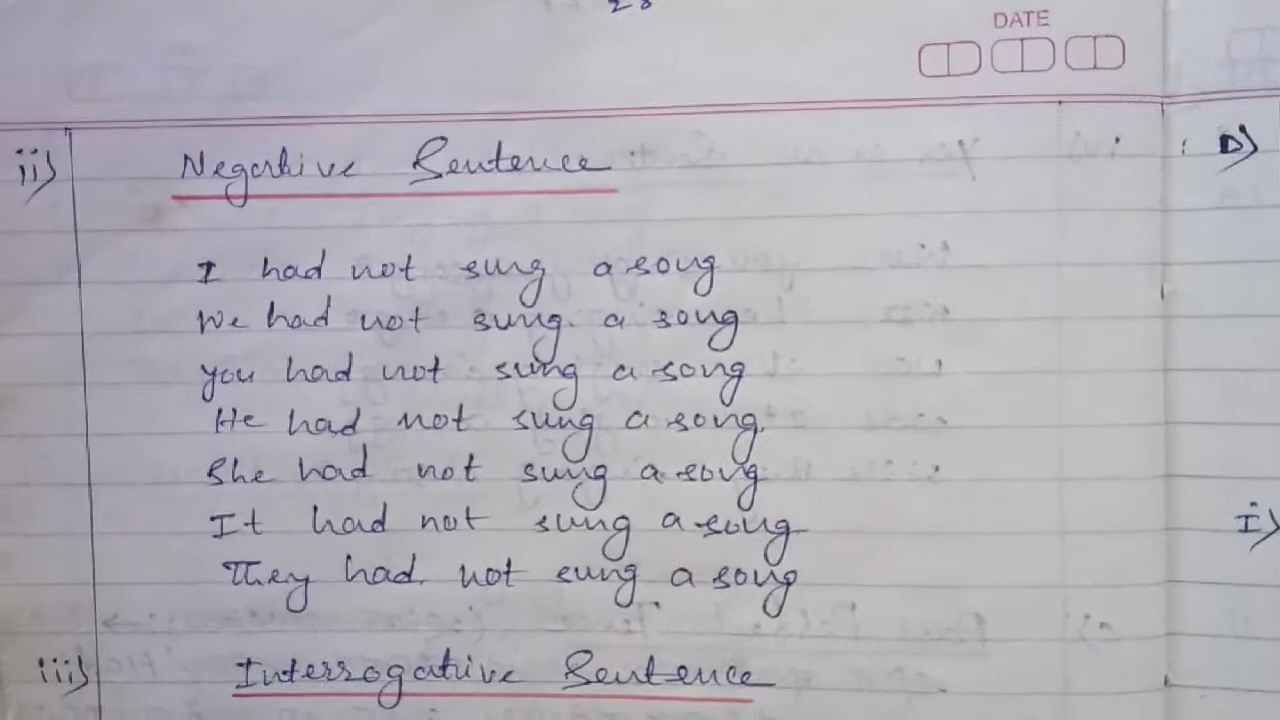 28
DATE
ii) Negative Sentence
I had not sung a song
We had not sung. a song
you had not sung a song
He had not sung a song.
She had not sung a song
It had not sung a song
They had. not sung a song
iii) Interrogative Sentence
D)
I)